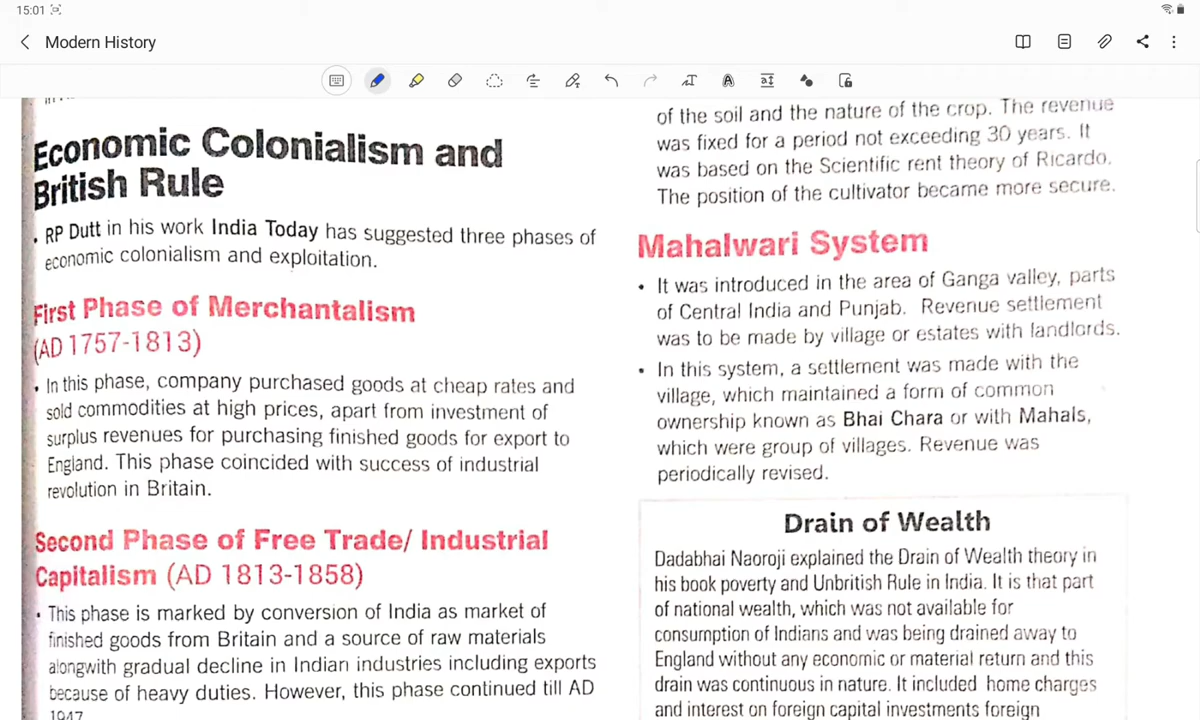 15:01
Modern History
Economic Colonialism and
British Rule
• RP Dutt in his work India Today has suggested three phases of
economic colonialism and exploitation.
First Phase of Merchantalism
(AD 1757-1813)
• In this phase, company purchased goods at cheap rates and
sold commodities at high prices, apart from investment of
surplus revenues for purchasing finished goods for export to
England. This phase coincided with success of industrial
revolution in Britain.
Second Phase of Free Trade/ Industrial
Capitalism (AD 1813-1858)
• This phase is marked by conversion of India as market of
finished goods from Britain and a source of raw materials
alongwith gradual decline in Indian industries including exports
because of heavy duties. However, this phase continued till AD
1947
of the soil and the nature of the crop. The revenue
was fixed for a period not exceeding 30 years. It
was based on the Scientific rent theory of Ricardo.
The position of the cultivator became more secure.
Mahalwari System
• It was introduced in the area of Ganga valley, parts
of Central India and Punjab. Revenue settlement
was to be made by village or estates with landlords.
• In this system, a settlement was made with the
village, which maintained a form of common
ownership known as Bhai Chara or with Mahals,
which were group of villages. Revenue was
periodically revised.
Drain of Wealth
Dadabhai Naoroji explained the Drain of Wealth theory in
his book poverty and Unbritish Rule in India. It is that part
of national wealth, which was not available for
consumption of Indians and was being drained away to
England without any economic or material return and this
drain was continuous in nature. It included home charges
and interest on foreign capital investments foreign